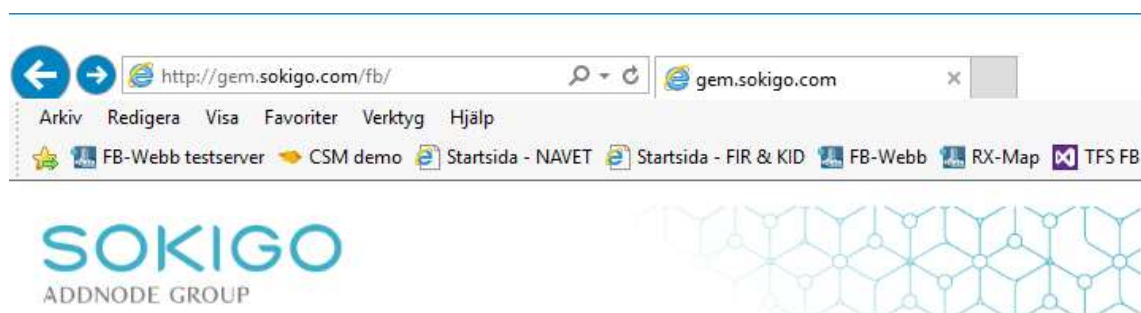 http://gem.sokigo.com/fb/ gem.sokigo.com
Arkiv Redigera Visa Favoriter Verktyg Hjälp
FB-Webb testserver CSM demo Startsida - NAVET Startsida - FIR & KID FB-Webb RX-Map TFS FB
SOKIGO
ADDNODE GROUP